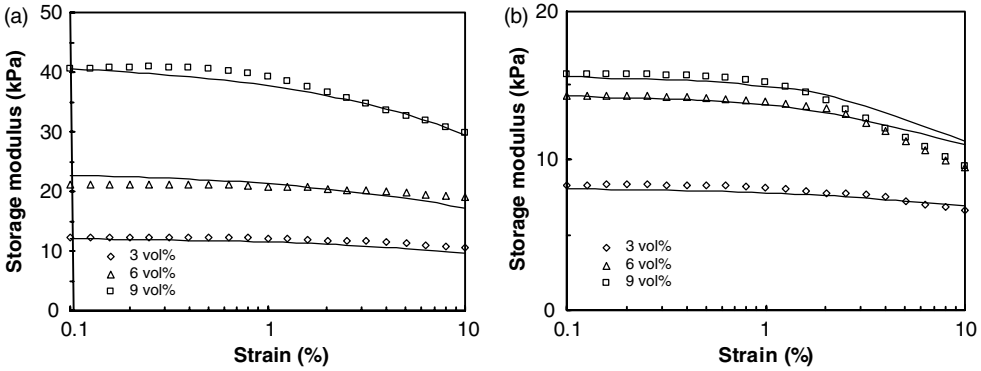 (a)
50
40
30
20
10
0
Storage modulus (kPa)
3 vol%
6 vol%
9 vol%
0.1 1 10
Strain (%)
(b)
20
10
0
Storage modulus (kPa)
3 vol%
6 vol%
9 vol%
0.1 1 10
Strain (%)